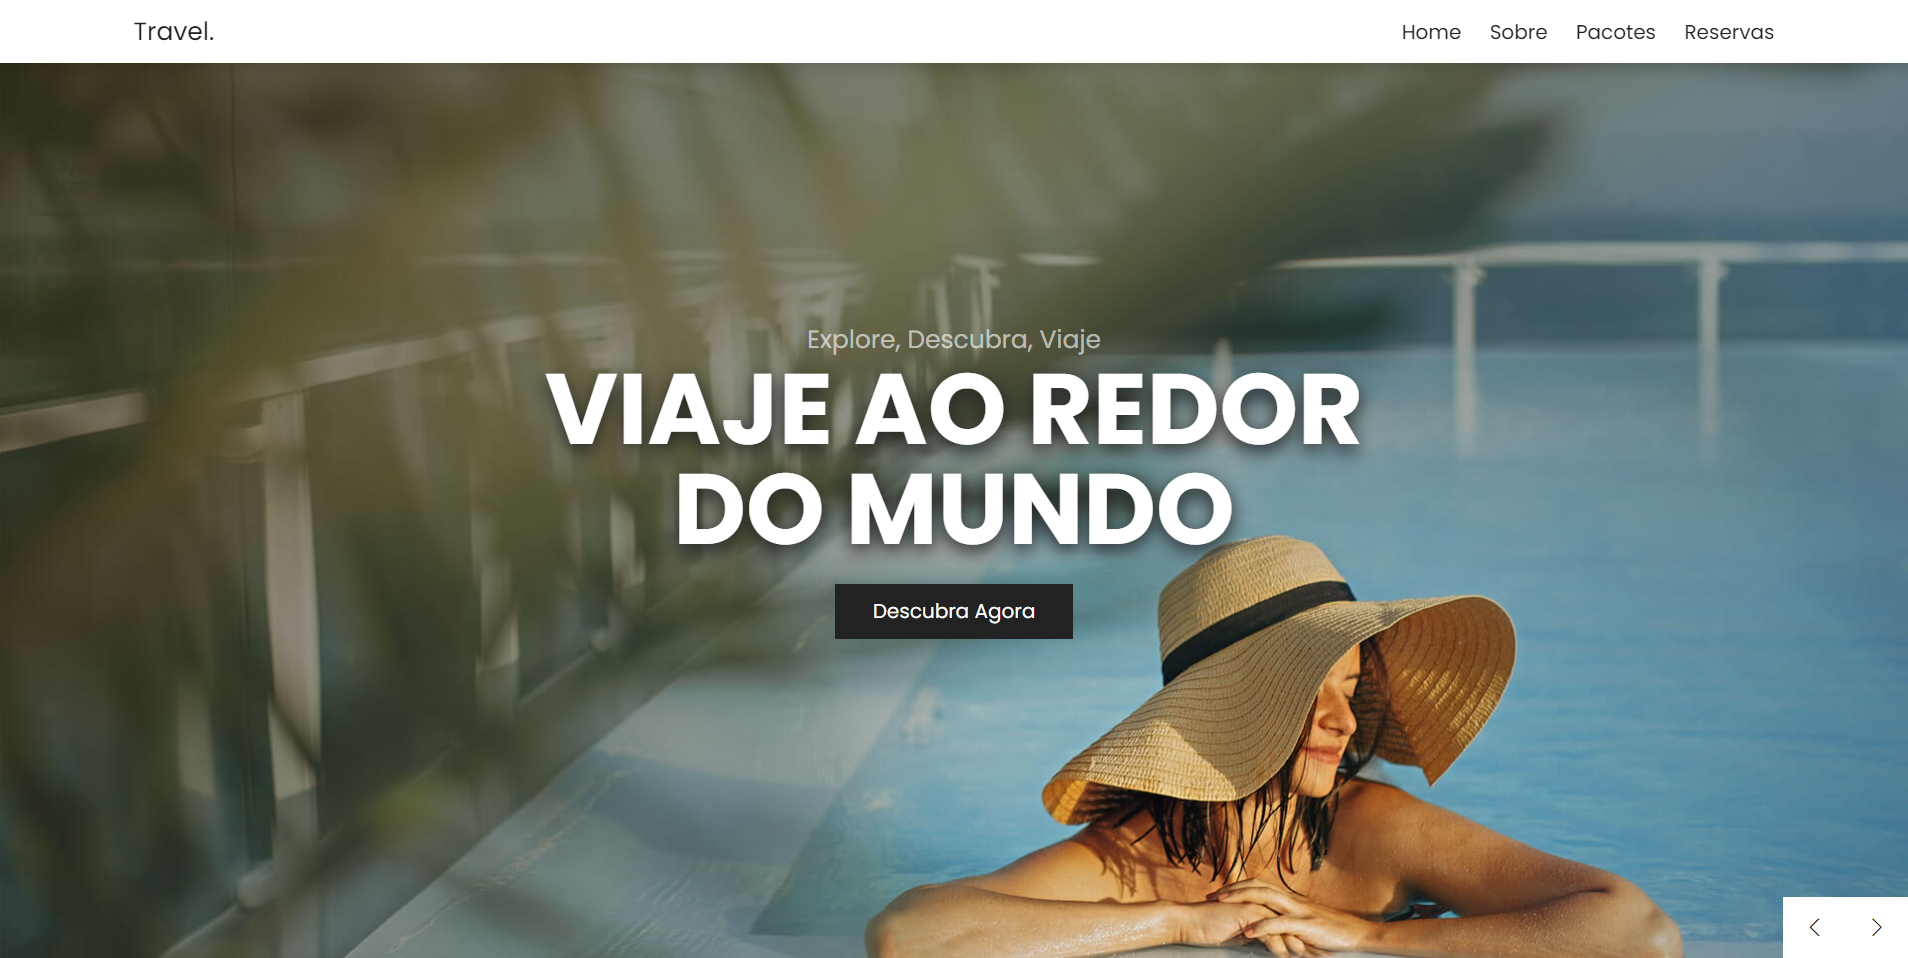 Travel.
Home Sobre Pacotes Reservas
Explore, Descubra, Viaje
VIAJE AO REDOR
DO MUNDO
Descubra Agora